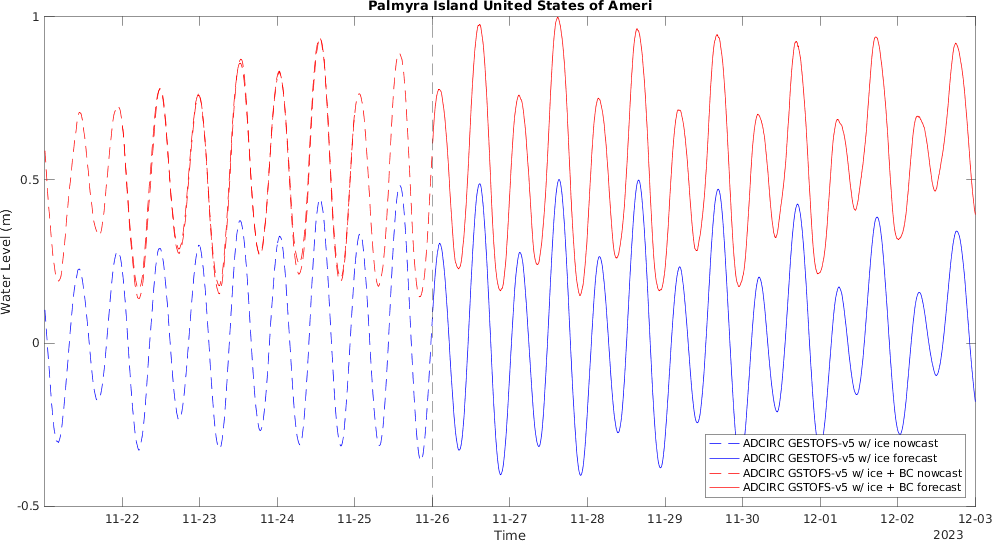 Palmyra Island United States of Ameri
Water Level (m)
1
0.5
0
-0.5
ADCIRC GESTOFS-v5 w/ ice nowcast
ADCIRC GESTOFS-v5 w/ ice forecast
ADCIRC GSTOFS-v5 w/ ice + BC nowcast
ADCIRC GSTOFS-v5 w/ ice + BC forecast
11-22 11-23 11-24 11-25 11-26 11-27 11-28 11-29 11-30 12-01 12-02 12-03
Time
2023